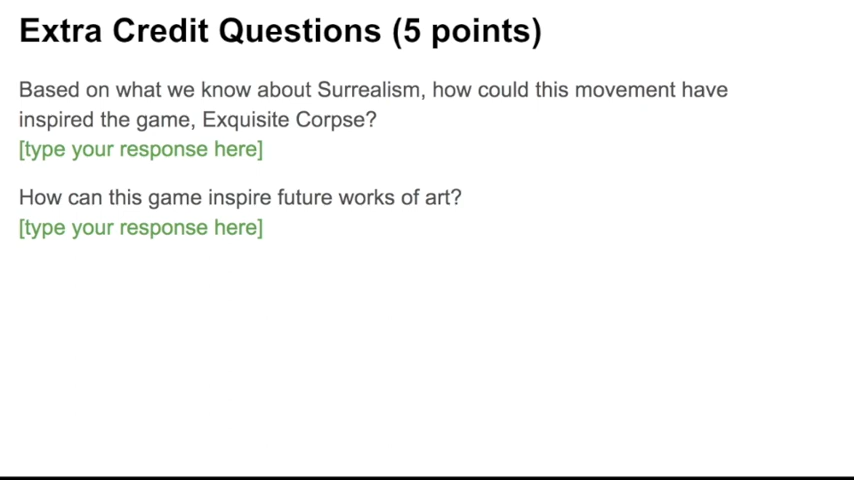 Extra Credit Questions (5 points)
Based on what we know about Surrealism, how could this movement have
inspired the game, Exquisite Corpse?
[type your response here]
How can this game inspire future works of art?
[type your response here]